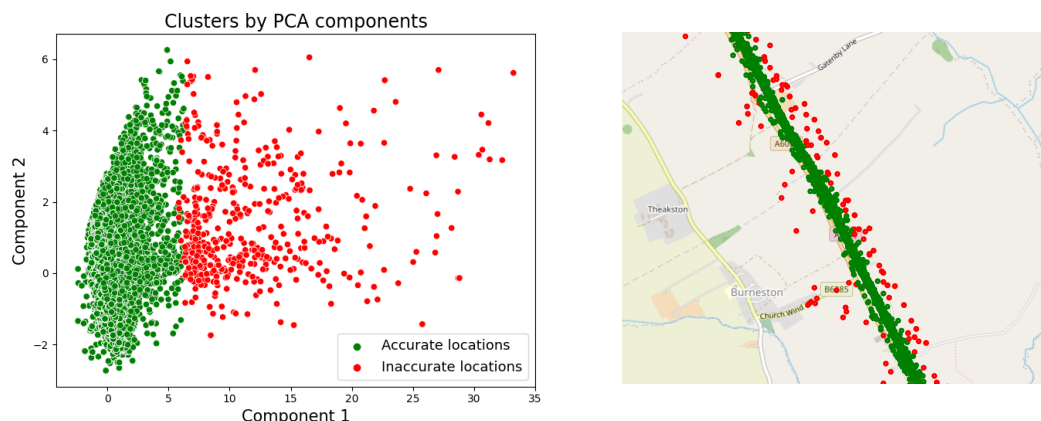 Clusters by PCA components
6
4
2
0
−2
Component 2
0
5
10
15
20
25
30
35
Component 1
Accurate locations
Inaccurate locations
Gatenby Lane
Theakston
Burneston
B6285
Church Wind